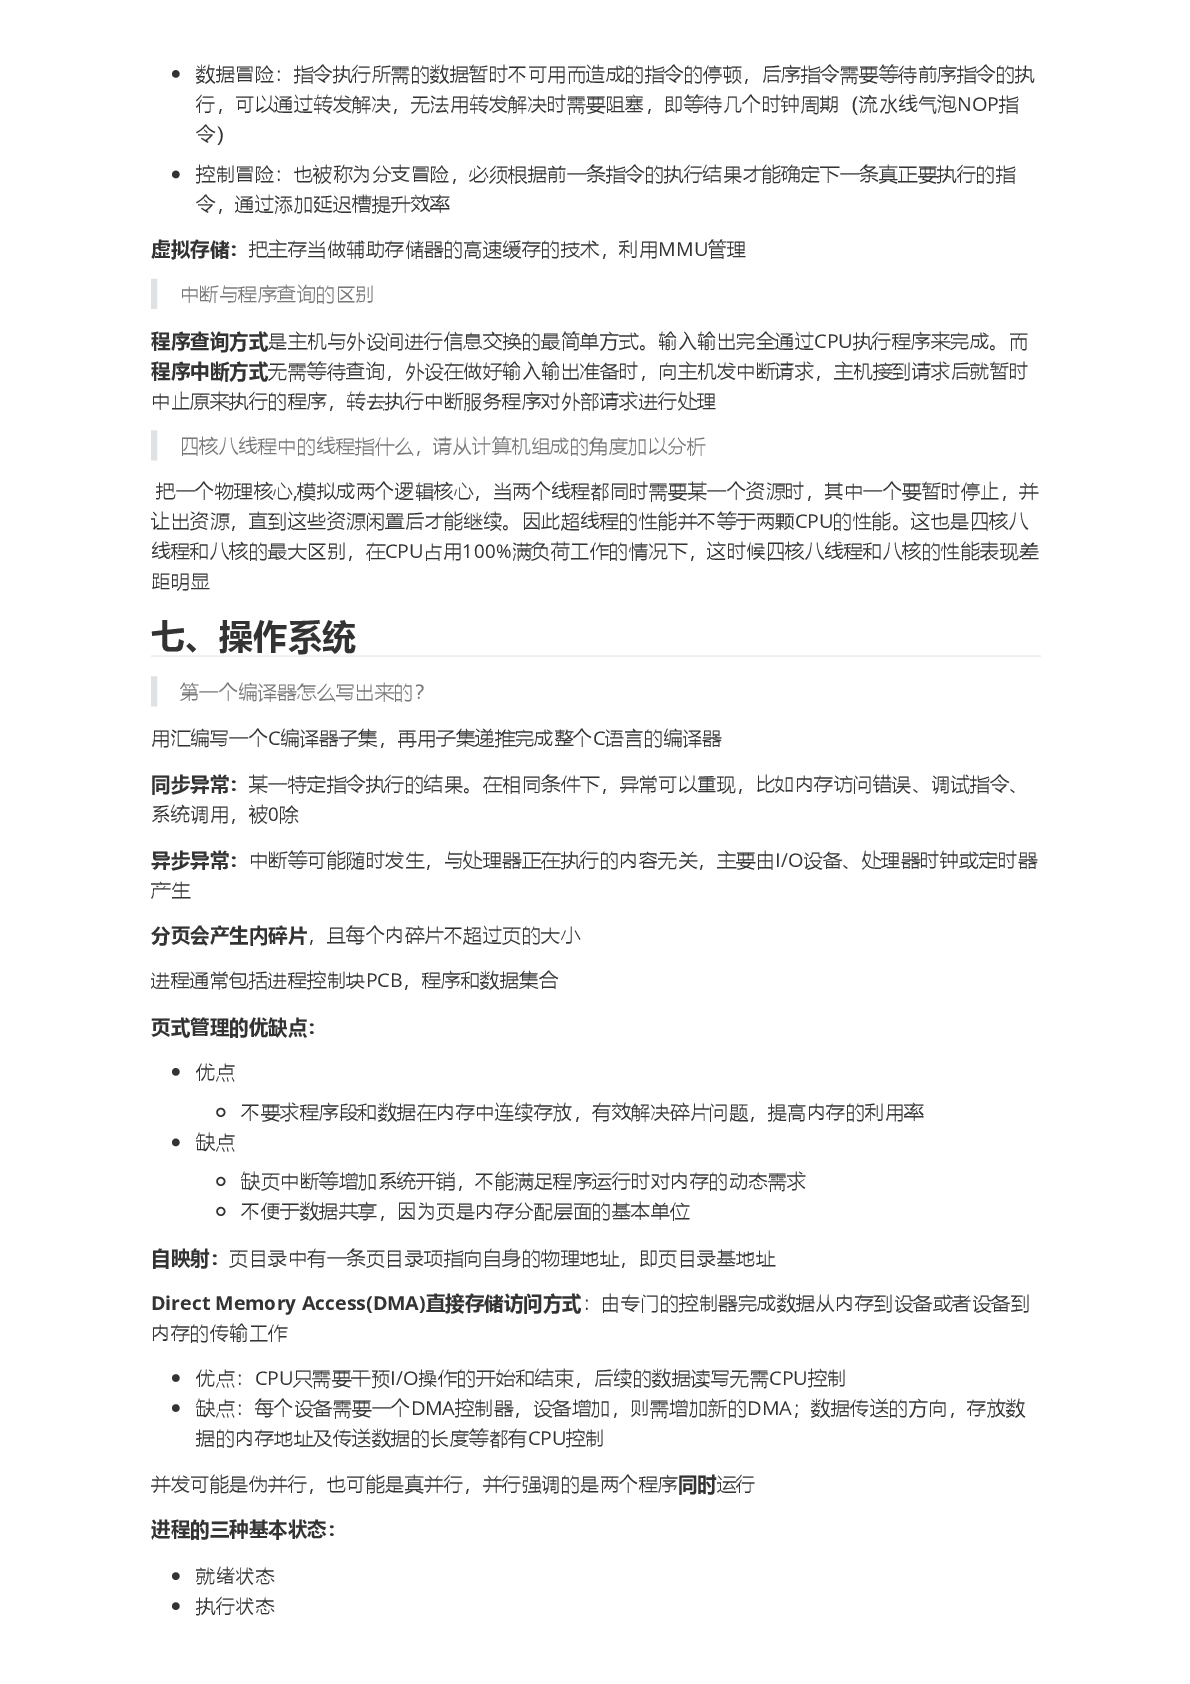 数据冒险：指令执行所需的数据暂时不可用而造成的指令的停顿，后序指令需要等待前序指令的执
行，可以通过转发解决，无法用转发解决时需要阻塞，即等待几个时钟周期（流水线气泡NOP指
令）
控制冒险：也被称为分支冒险，必须根据前一条指令的执行结果才能确定下一条真正要执行的指
令，通过添加延迟槽提升效率
虚拟存储：把主存当做辅助存储器的高速缓存的技术，利用MMU管理
中断与程序查询的区别
程序查询方式是主机与外设间进行信息交换的最简单方式。输入输出完全通过CPU执行程序来完成。而
程序中断方式无需等待查询，外设在做好输入输出准备时，向主机发中断请求，主机接到请求后就暂时
中止原来执行的程序，转去执行中断服务程序对外部请求进行处理
四核八线程中的线程指什么，请从计算机组成的角度加以分析
把一个物理核心,模拟成两个逻辑核心，当两个线程都同时需要某一个资源时，其中一个要暂时停止，并
让出资源，直到这些资源闲置后才能继续。因此超线程的性能并不等于两颗CPU的性能。这也是四核八
线程和八核的最大区别，在CPU占用100%满负荷工作的情况下，这时候四核八线程和八核的性能表现差
距明显
七、操作系统
第一个编译器怎么写出来的？
用汇编写一个C编译器子集，再用子集递推完成整个C语言的编译器
同步异常：某一特定指令执行的结果。在相同条件下，异常可以重现，比如内存访问错误、调试指令、
系统调用，被0除
异步异常：中断等可能随时发生，与处理器正在执行的内容无关，主要由I/O设备、处理器时钟或定时器
产生
分页会产生内碎片，且每个内碎片不超过页的大小
进程通常包括进程控制块PCB，程序和数据集合
页式管理的优缺点：
优点
不要求程序段和数据在内存中连续存放，有效解决碎片问题，提高内存的利用率
缺点
缺页中断等增加系统开销，不能满足程序运行时对内存的动态需求
不便于数据共享，因为页是内存分配层面的基本单位
自映射：页目录中有一条页目录项指向自身的物理地址，即页目录基地址
Direct Memory Access(DMA)直接存储访问方式：由专门的控制器完成数据从内存到设备或者设备到
内存的传输工作
优点：CPU只需要干预I/O操作的开始和结束，后续的数据读写无需CPU控制
缺点：每个设备需要一个DMA控制器，设备增加，则需增加新的DMA；数据传送的方向，存放数
据的内存地址及传送数据的长度等都有CPU控制
并发可能是伪并行，也可能是真并行，并行强调的是两个程序同时运行
进程的三种基本状态：
就绪状态
执行状态